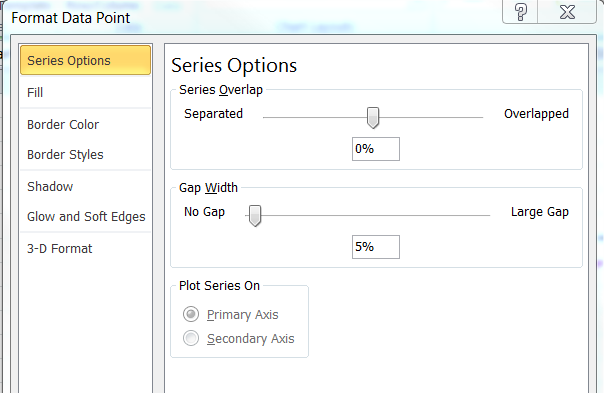 Format Data Point
Series Options
Fill
Border Color
Border Styles
Shadow
Glow and Soft Edges
3-D Format
Series Options
Series Overlap
Separated Overlapped
0%
Gap Width
No Gap Large Gap
5%
Plot Series On
Primary Axis
Secondary Axis